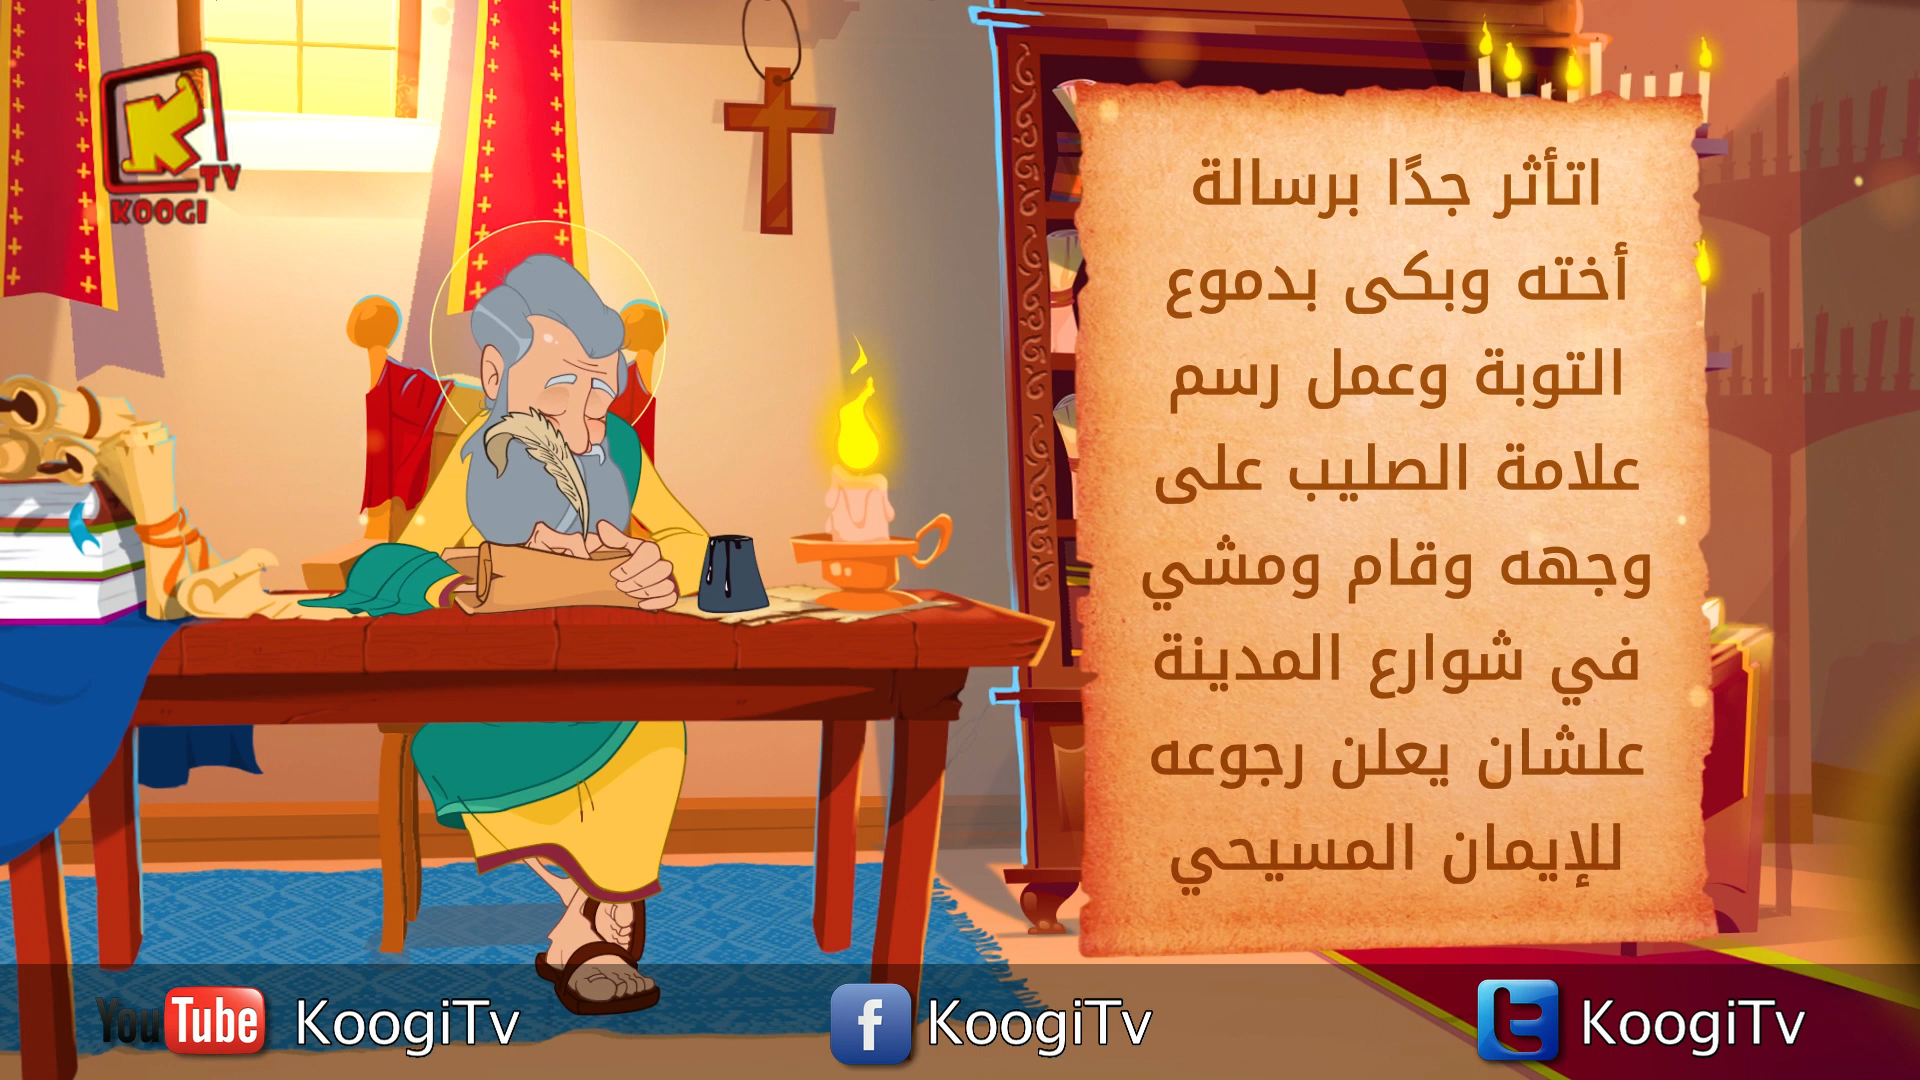 K
TV
KOOGI
اتأثر جدًا برسالة
أخته وبكى بدموع
التوبة وعمل رسم
علامة الصليب على
وجهه وقام ومشي
في شوارع المدينة
علشان يعلن رجوعه
للإيمان المسيحي
YouTube KoogiTv
f KoogiTv
t KoogiTv